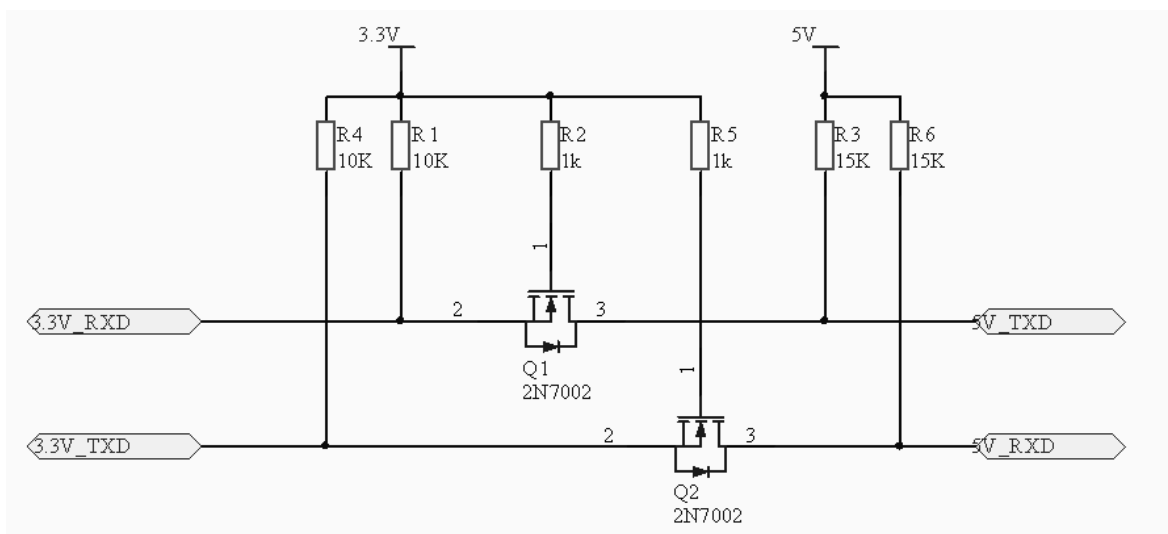 3.3V 5V
R4 R1 R2 R5 R3 R6
10K 10K 1k 1k 15K 15K
1
2 3
3.3V_RXD 5V_TXD
Q1
2N7002
1
2 3
3.3V_TXD 5V_RXD
Q2
2N7002